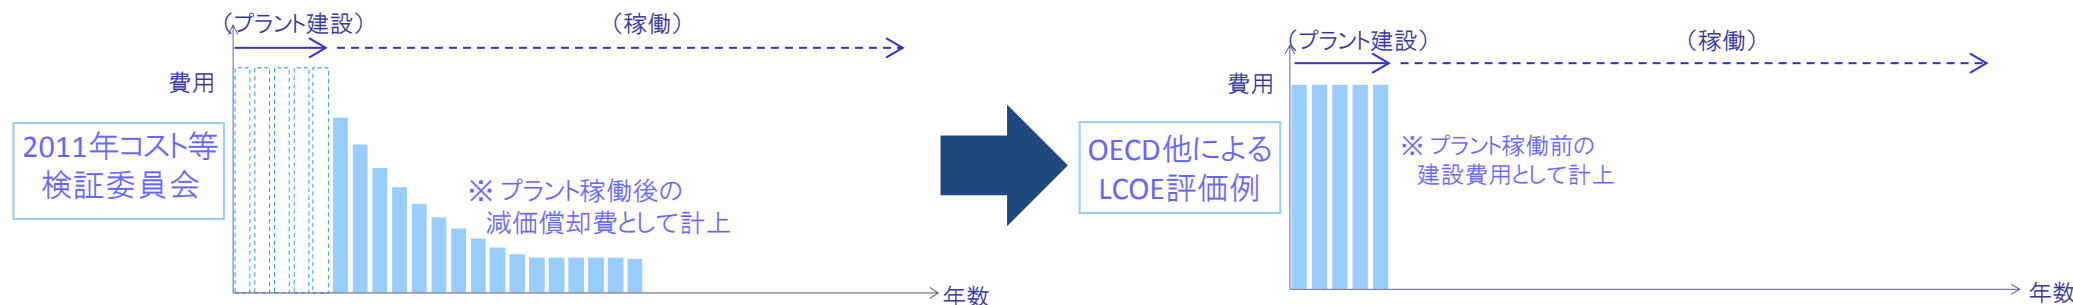 （プラント建設）
（稼働）
費用
2011年コスト等
検証委員会
※ プラント稼働後の
減価償却費として計上
年数
（プラント建設）
（稼働）
費用
OECD他による
LCOE評価例
※ プラント稼働前の
建設費用として計上
年数